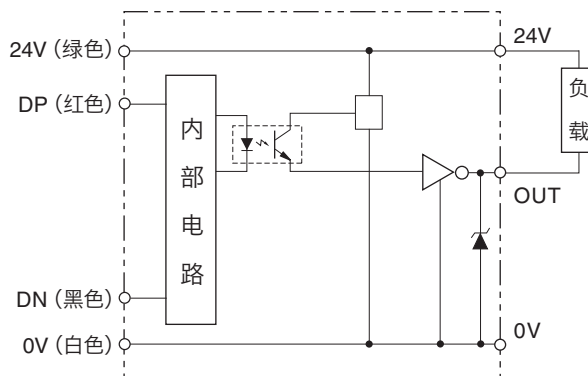 24V (绿色)
DP (红色)
DN (黑色)
0V (白色)
内部电路
24V
负载
OUT
0V